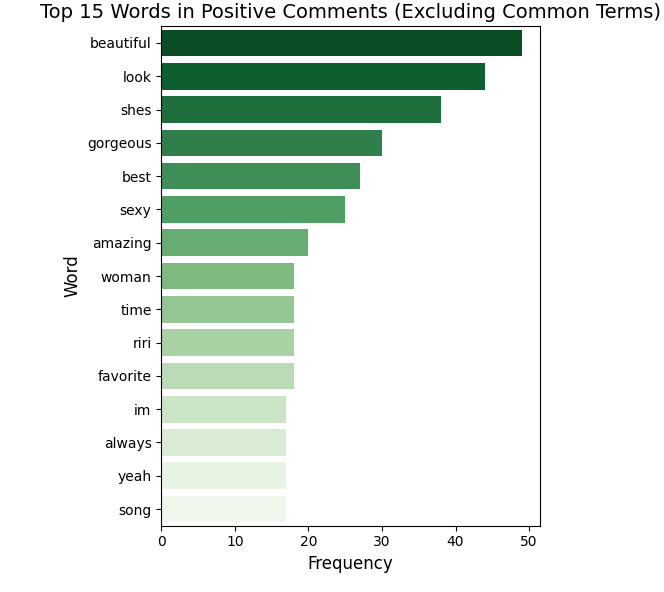 Top 15 Words in Positive Comments (Excluding Common Terms)
beautiful
look
shes
gorgeous
best
sexy
amazing
woman
time
riri
favorite
im
always
yeah
song
Word
0 10 20 30 40 50
Frequency